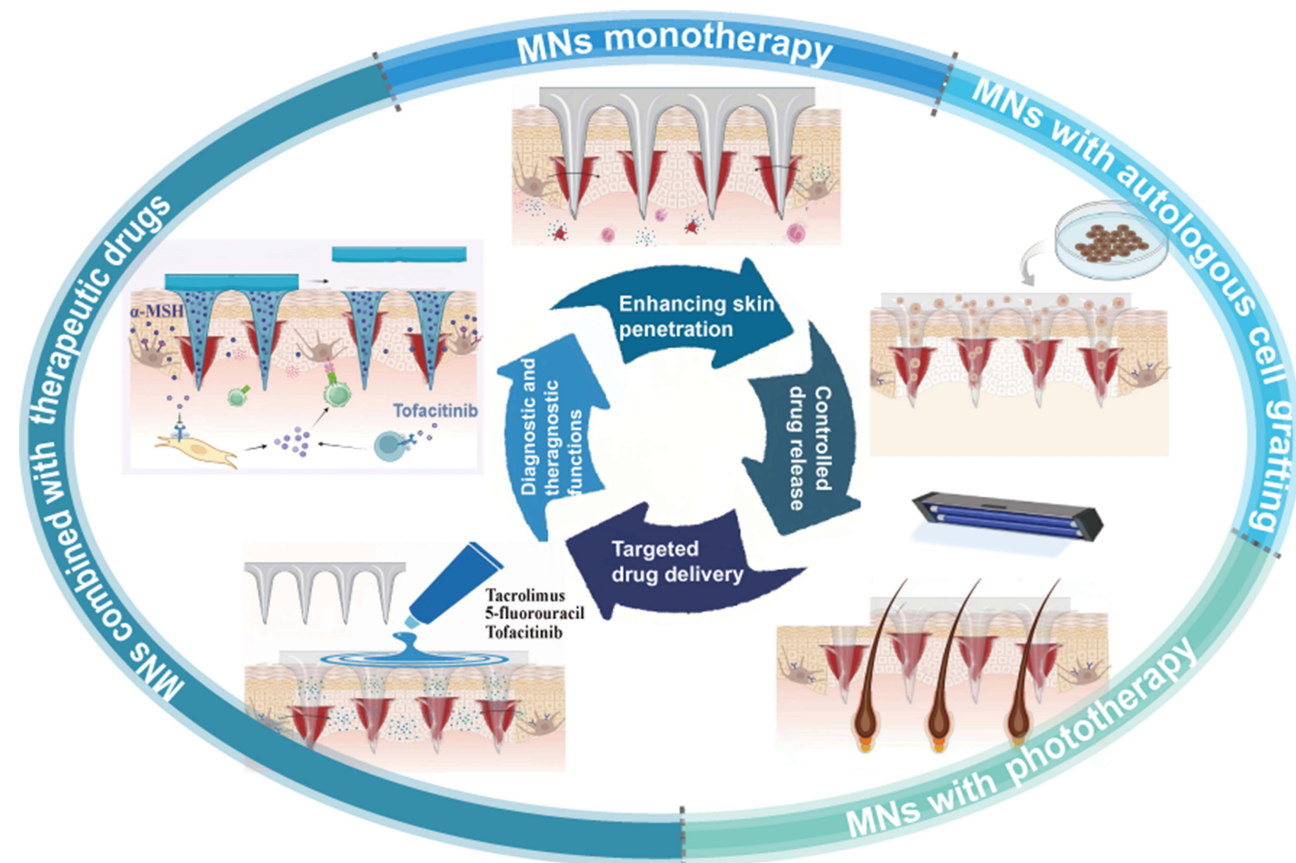 MNs monotherapy
MNs with autologous cell grafting
MNs with phototherapy
MNs combined with therapeutic drugs
α-MSH
Tofacitinib
Enhancing skin
penetration
Controlled
drug release
Targeted
drug delivery
Diagnostic and
theragnostic
functions
Tacrolimus
5-fluorouracil
Tofacitinib